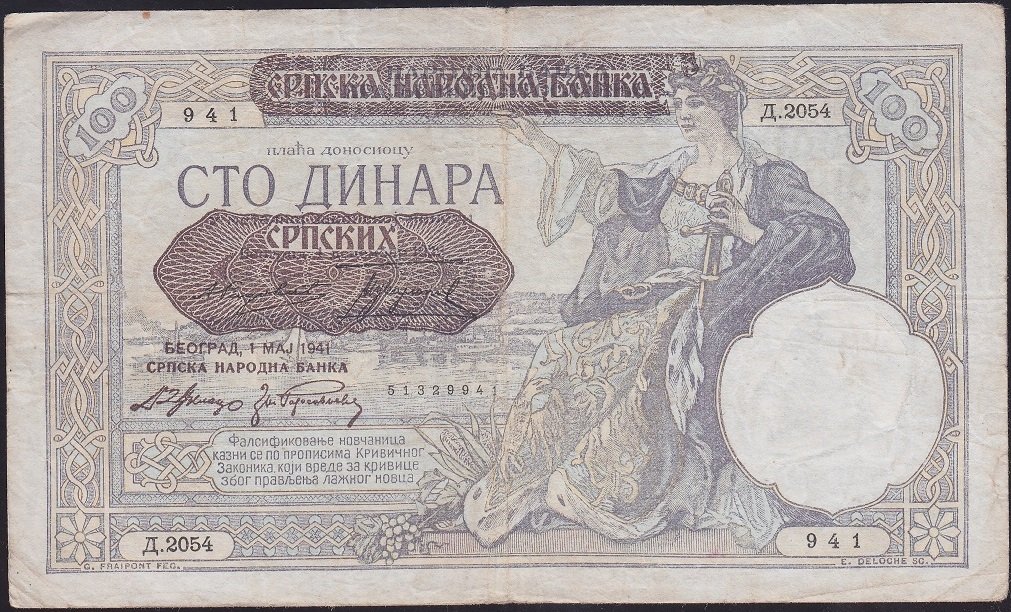 СРПСКА НАРОДНА БАНКА
100
941
Д.2054
100
плаћа доносиоцу
СТО ДИНАРА
СРПСКИХ
БЕОГРАД, 1 МАЈ 1941
СРПСКА НАРОДНА БАНКА
51329941
Фалсификовање новчаница
казни се по прописима Кривичног
Законика, који вреде за кривице
због прављења лажног новца
Д.2054
941
G. FRAIPONT FEC.
E. DELOCHE SC.